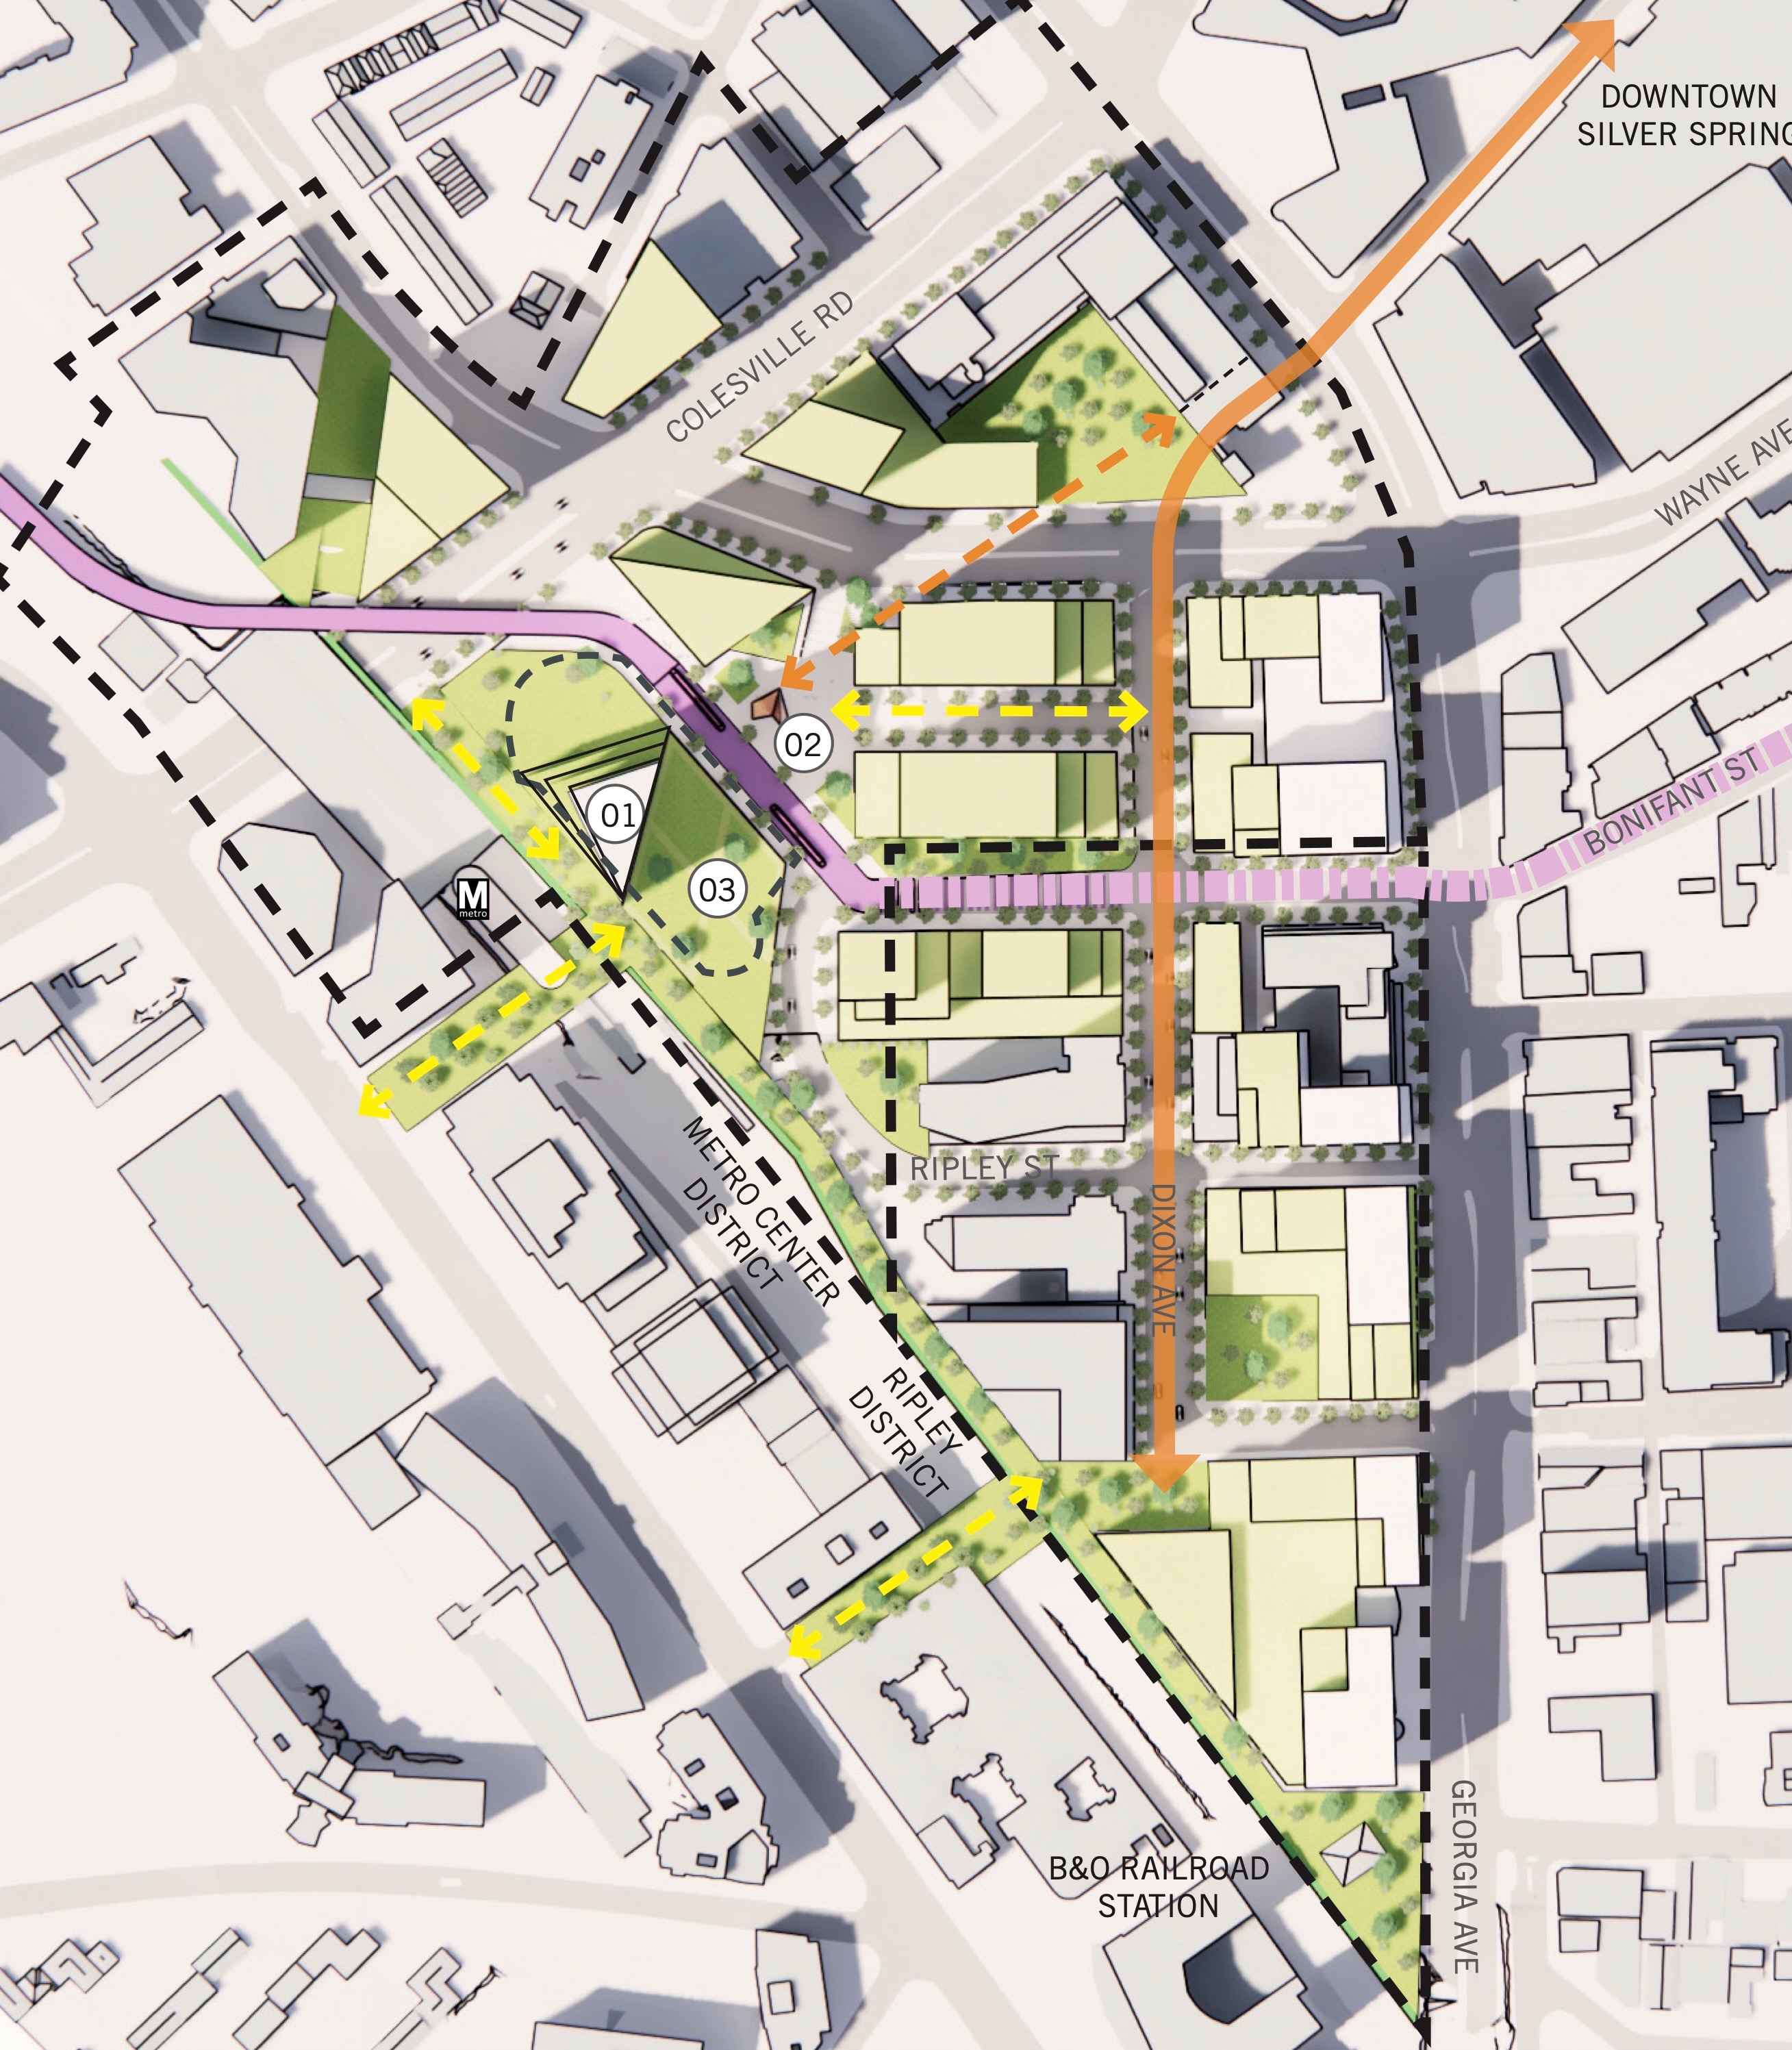 DOWNTOWN
SILVER SPRING
COLESVILLE RD
WAYNE AVE
02
01
BONIFANT ST
03
M
metro
RIPLEY ST
METRO CENTER
DISTRICT
DIXON AVE
RIPLEY
DISTRICT
GEORGIA AVE
B&O RAILROAD
STATION